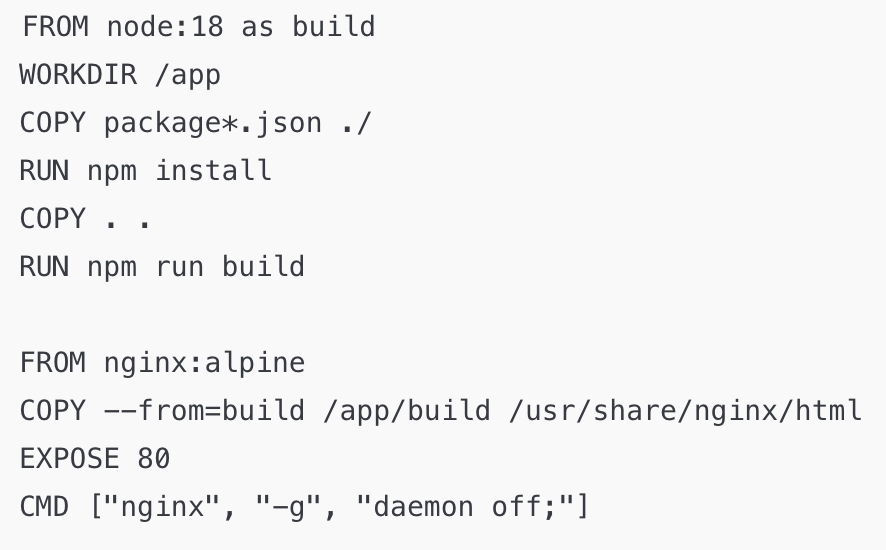 FROM node:18 as build
WORKDIR /app
COPY package*.json ./
RUN npm install
COPY . .
RUN npm run build

FROM nginx:alpine
COPY --from=build /app/build /usr/share/nginx/html
EXPOSE 80
CMD ["nginx", "-g", "daemon off;"]